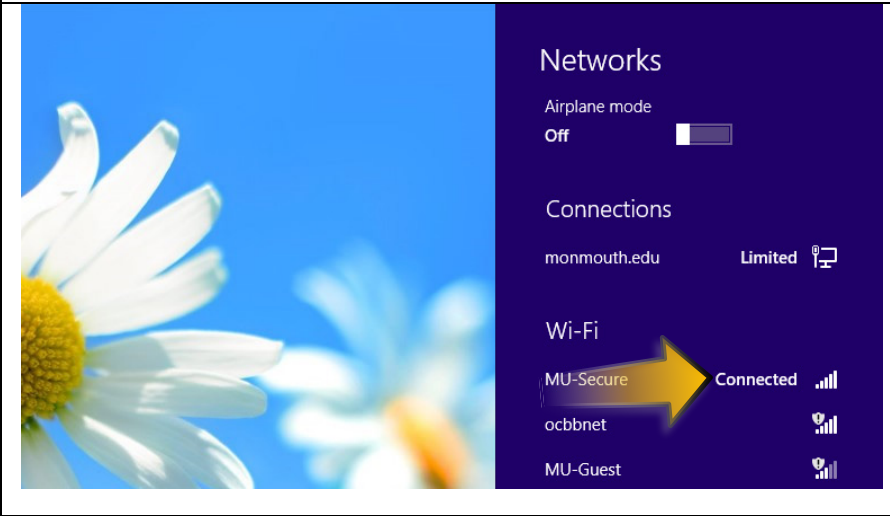 Networks
Airplane mode
Off
Connections
monmouth.edu Limited
Wi-Fi
MU-Secure Connected
ocbbnet
MU-Guest